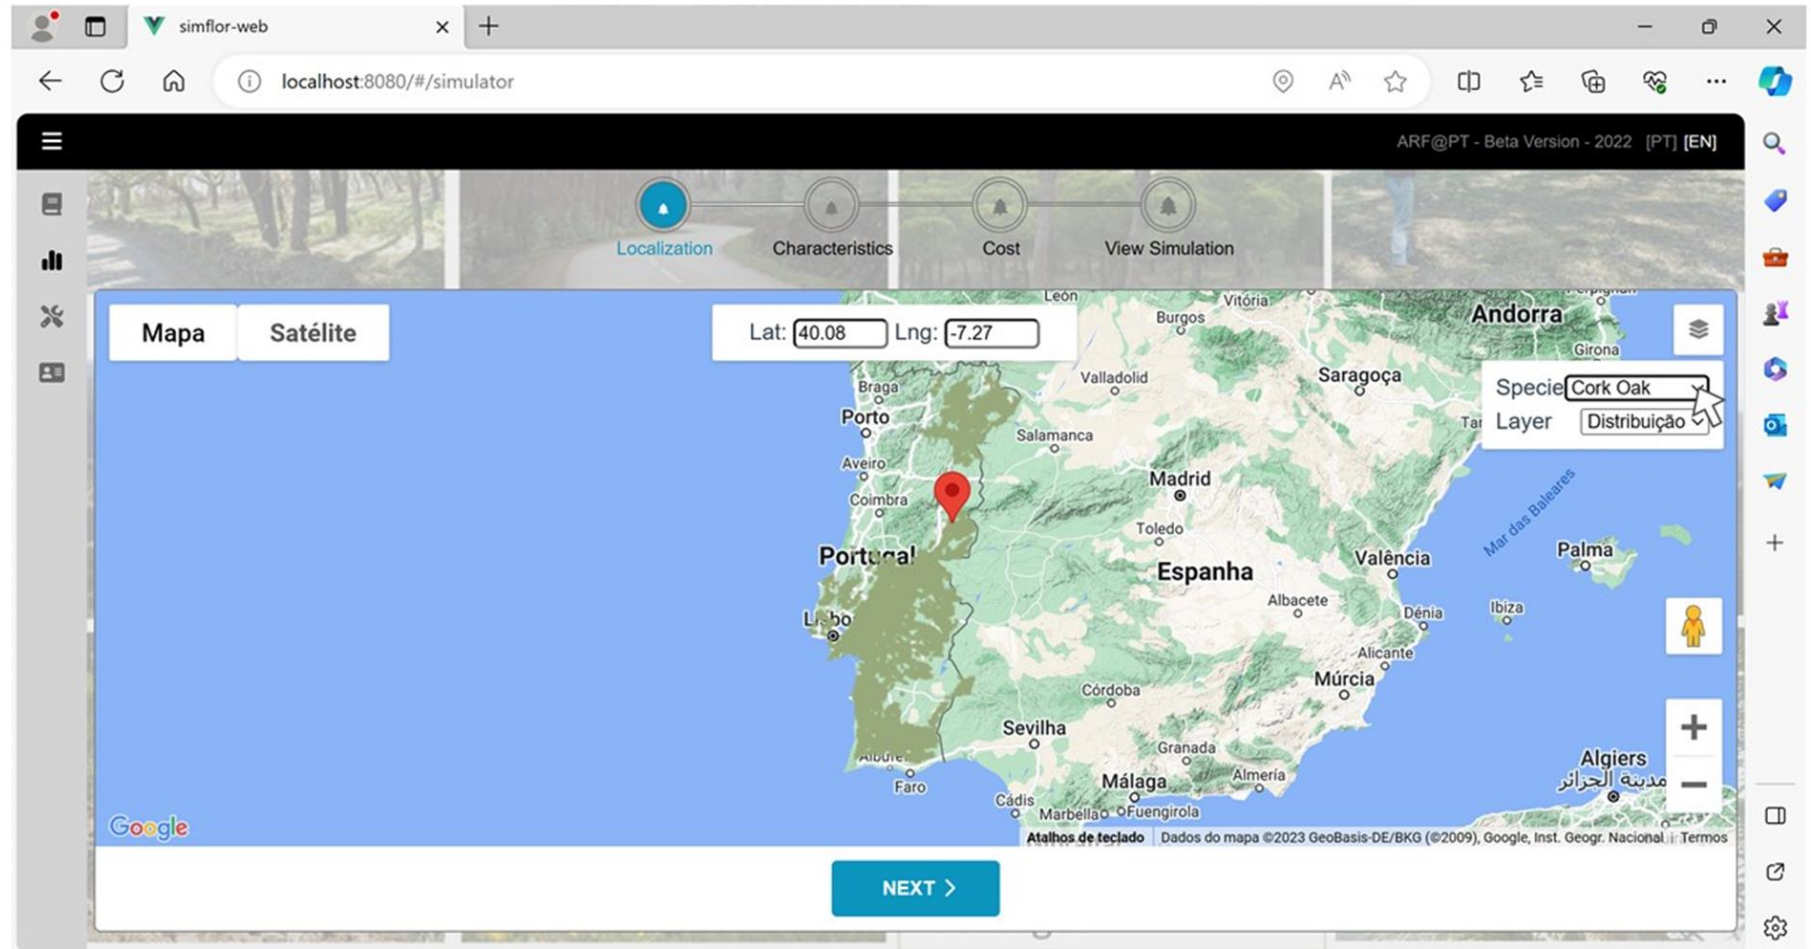 simflor-web
localhost:8080/#/simulator
ARF@PT - Beta Version - 2022 [PT] [EN]
Localization
Characteristics
Cost
View Simulation
Mapa
Satélite
Lat: 40.08 Lng: -7.27
Specie Cork Oak
Layer Distribuição
León
Vitória
Burgos
Andorra
Girona
Braga
Valladolid
Saragoça
Porto
Salamanca
Aveiro
Coimbra
Madrid
Toledo
Mar das Baleares
Portugal
Espanha
Valência
Palma
Albacete
Dénia
Ibiza
Alicante
Múrcia
Córdoba
Sevilha
Granada
Faro
Málaga
Almería
Cádis
Marbella
Fuengirola
Algiers
مدينة الجزائر
Google
Atalhos de teclado
Dados do mapa ©2023 GeoBasis-DE/BKG (©2009), Google, Inst. Geogr. Nacional
Termos
NEXT >